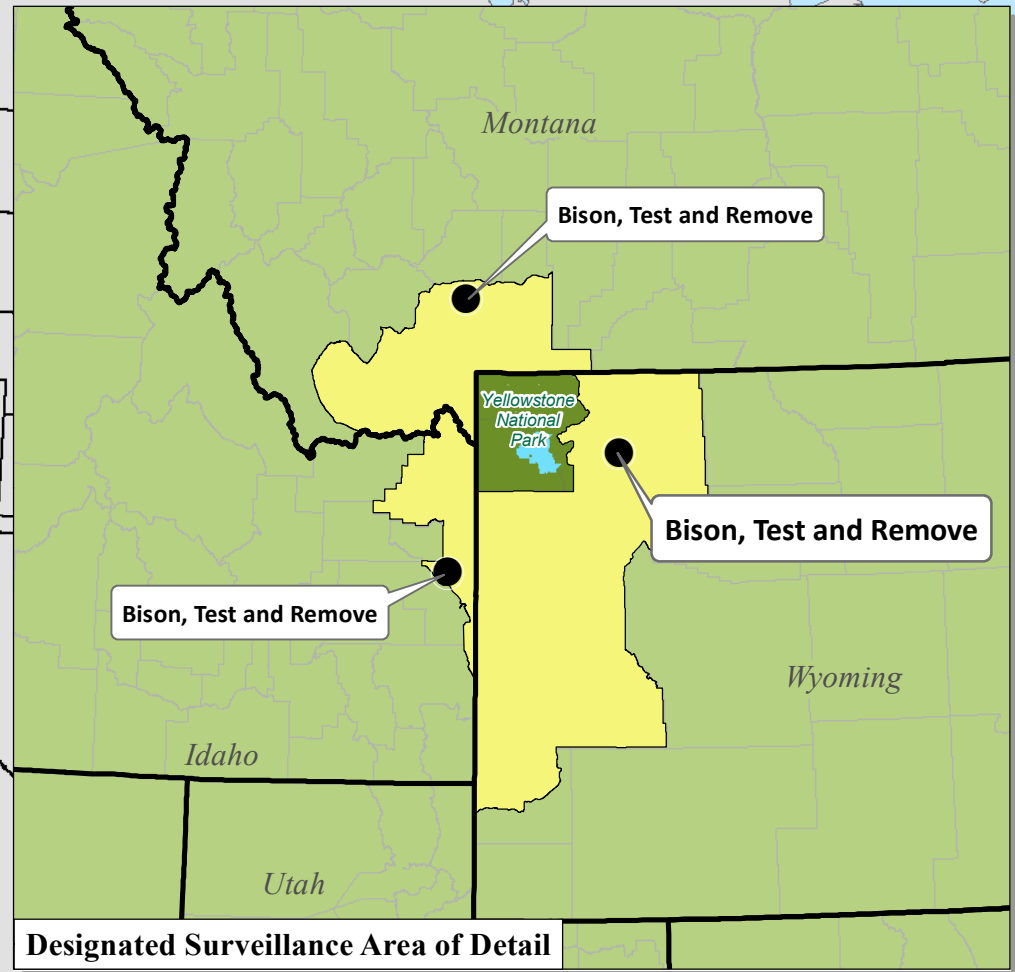 Montana
Bison, Test and Remove
Yellowstone
National
Park
Bison, Test and Remove
Bison, Test and Remove
Wyoming
Idaho
Utah
Designated Surveillance Area of Detail